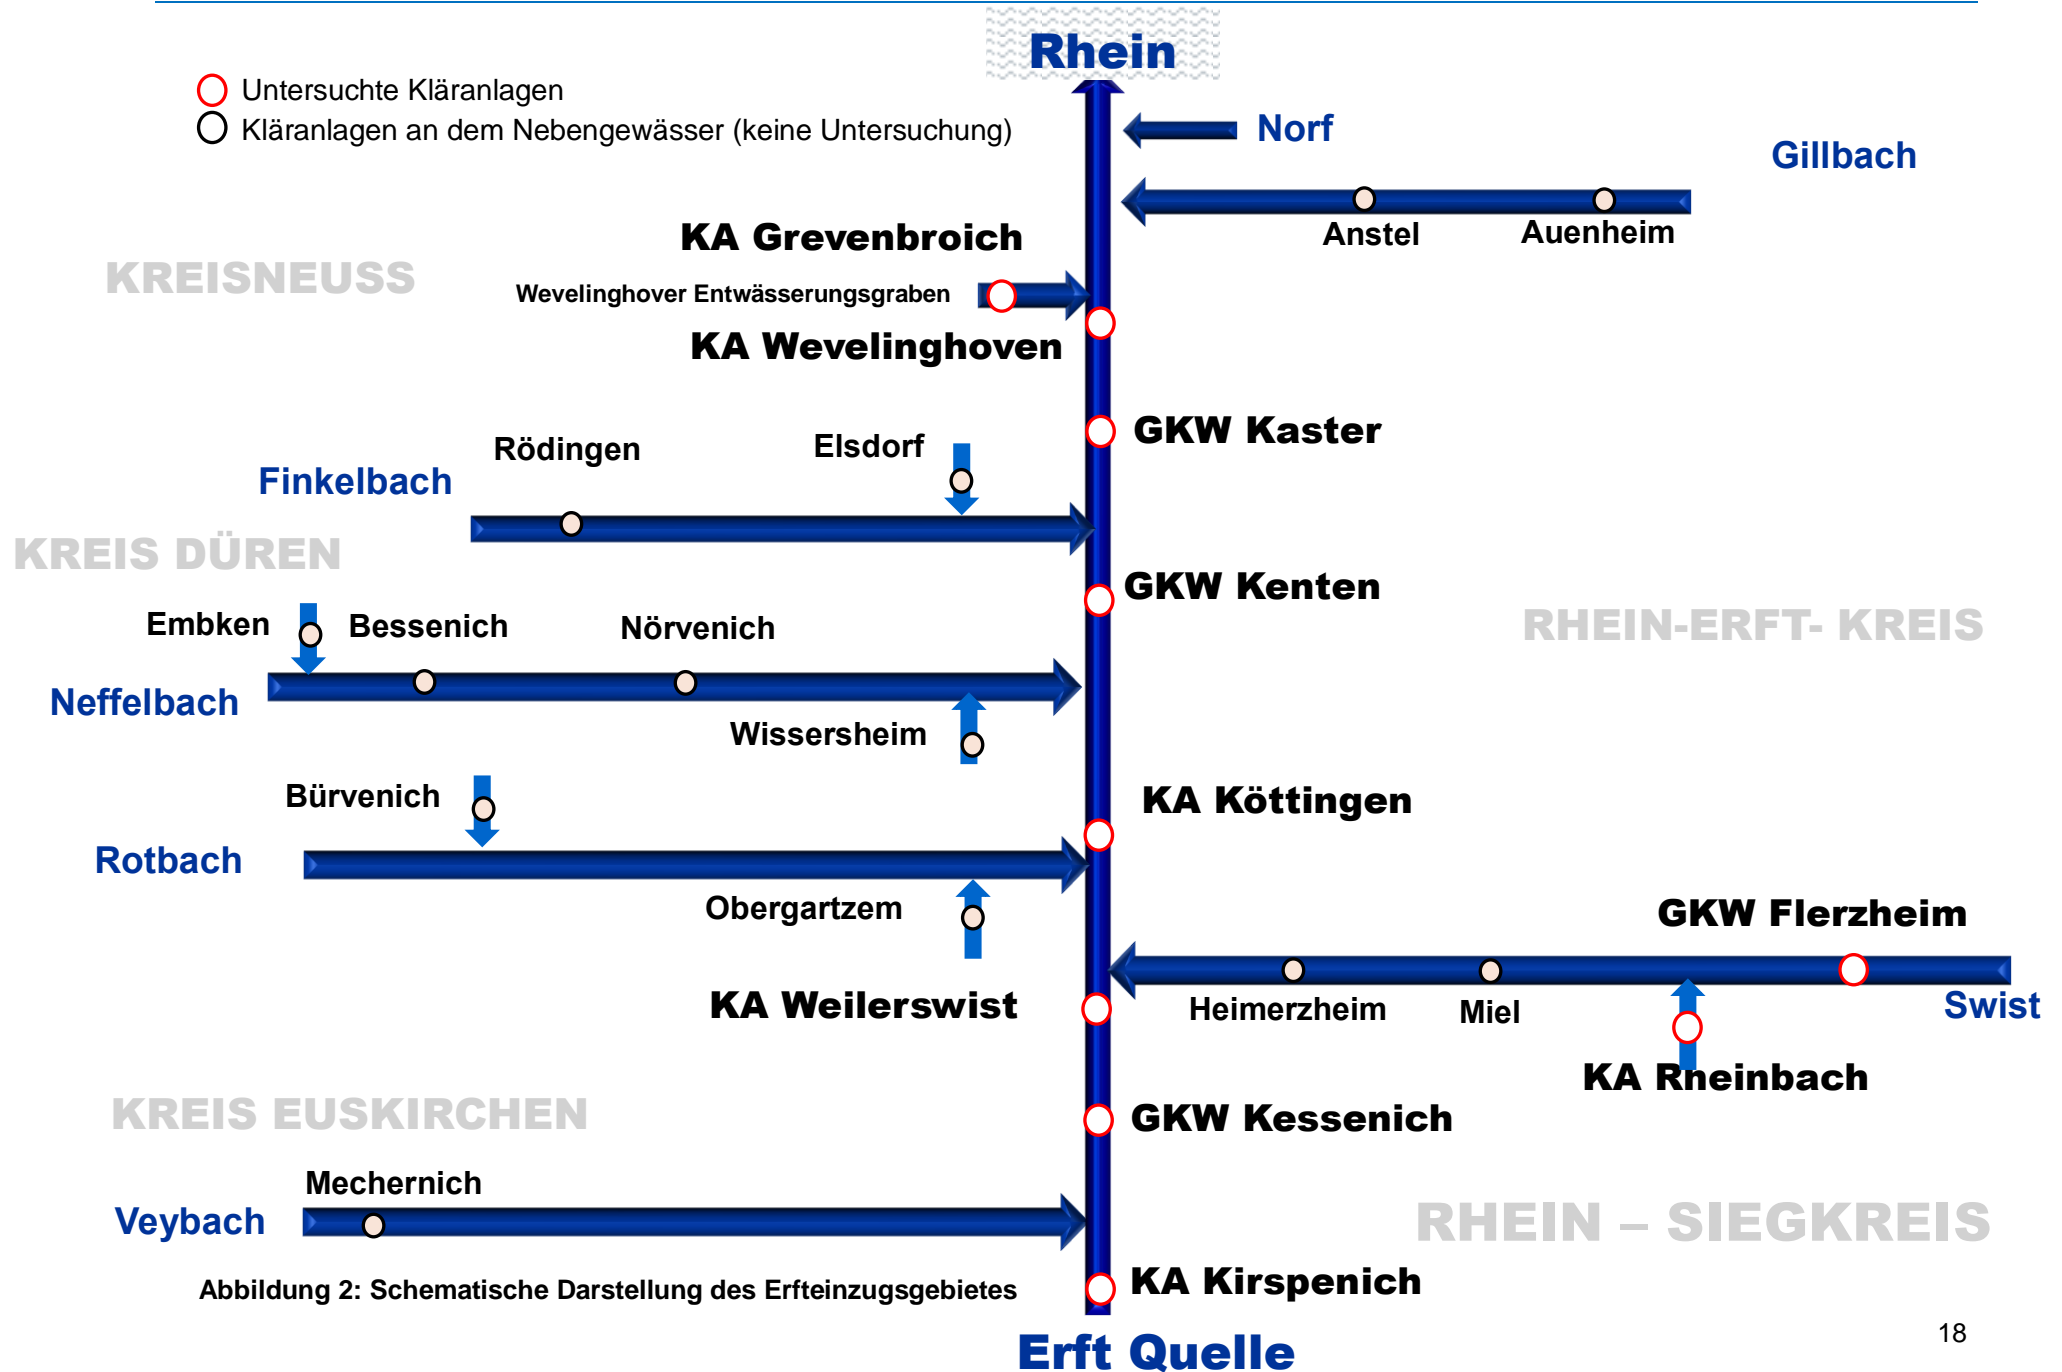 Rhein
Untersuchte Kläranlagen
Kläranlagen an dem Nebengewässer (keine Untersuchung)
Norf
Gillbach
Anstel
Auenheim
KA Grevenbroich
KREISNEUSS
Wevelinghover Entwässerungsgraben
KA Wevelinghoven
GKW Kaster
Rödingen
Elsdorf
Finkelbach
KREIS DÜREN
GKW Kenten
Embken
Bessenich
Nörvenich
RHEIN-ERFT- KREIS
Neffelbach
Wissersheim
Bürvenich
KA Köttingen
Rotbach
Obergartzem
GKW Flerzheim
KA Weilerswist
Heimerzheim
Miel
Swist
KA Rheinbach
KREIS EUSKIRCHEN
GKW Kessenich
Mechernich
Veybach
RHEIN – SIEGKREIS
Abbildung 2: Schematische Darstellung des Erfteinzugsgebietes
KA Kirspenich
18
Erft Quelle